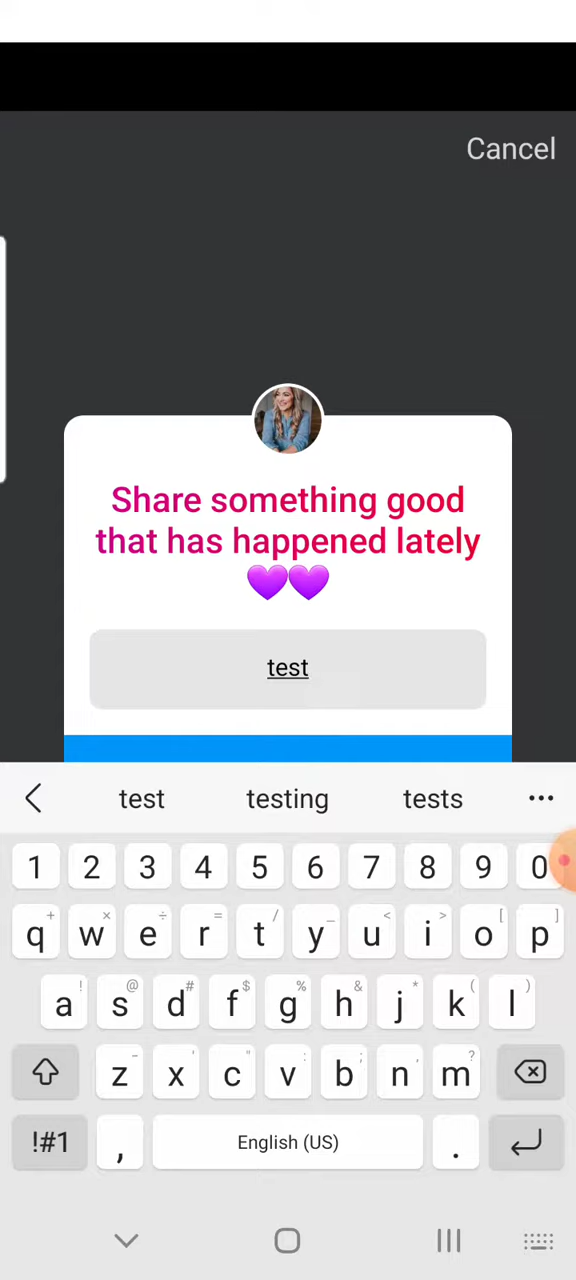 Cancel
Share something good
that has happened lately
💜💜
test
test testing tests ...
1 2 3 4 5 6 7 8 9 0
+ × ÷ = / _ < > [ ]
q w e r t y u i o p
! @ # $ % & * ( )
a s d f g h j k l
- ' " : ; , ?
z x c v b n m
!#1 , English (US) .